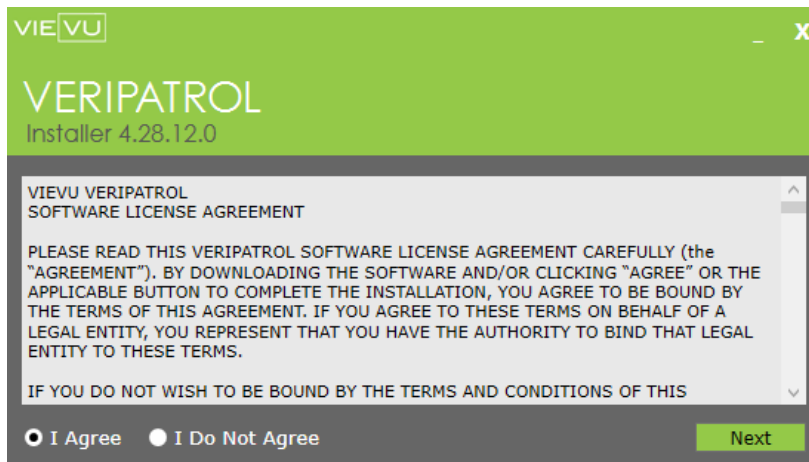 VIEVU
_ X
VERIPATROL
Installer 4.28.12.0
VIEVU VERIPATROL
SOFTWARE LICENSE AGREEMENT
PLEASE READ THIS VERIPATROL SOFTWARE LICENSE AGREEMENT CAREFULLY (the
“AGREEMENT”). BY DOWNLOADING THE SOFTWARE AND/OR CLICKING “AGREE” OR THE
APPLICABLE BUTTON TO COMPLETE THE INSTALLATION, YOU AGREE TO BE BOUND BY
THE TERMS OF THIS AGREEMENT. IF YOU AGREE TO THESE TERMS ON BEHALF OF A
LEGAL ENTITY, YOU REPRESENT THAT YOU HAVE THE AUTHORITY TO BIND THAT LEGAL
ENTITY TO THESE TERMS.
IF YOU DO NOT WISH TO BE BOUND BY THE TERMS AND CONDITIONS OF THIS
I Agree I Do Not Agree Next